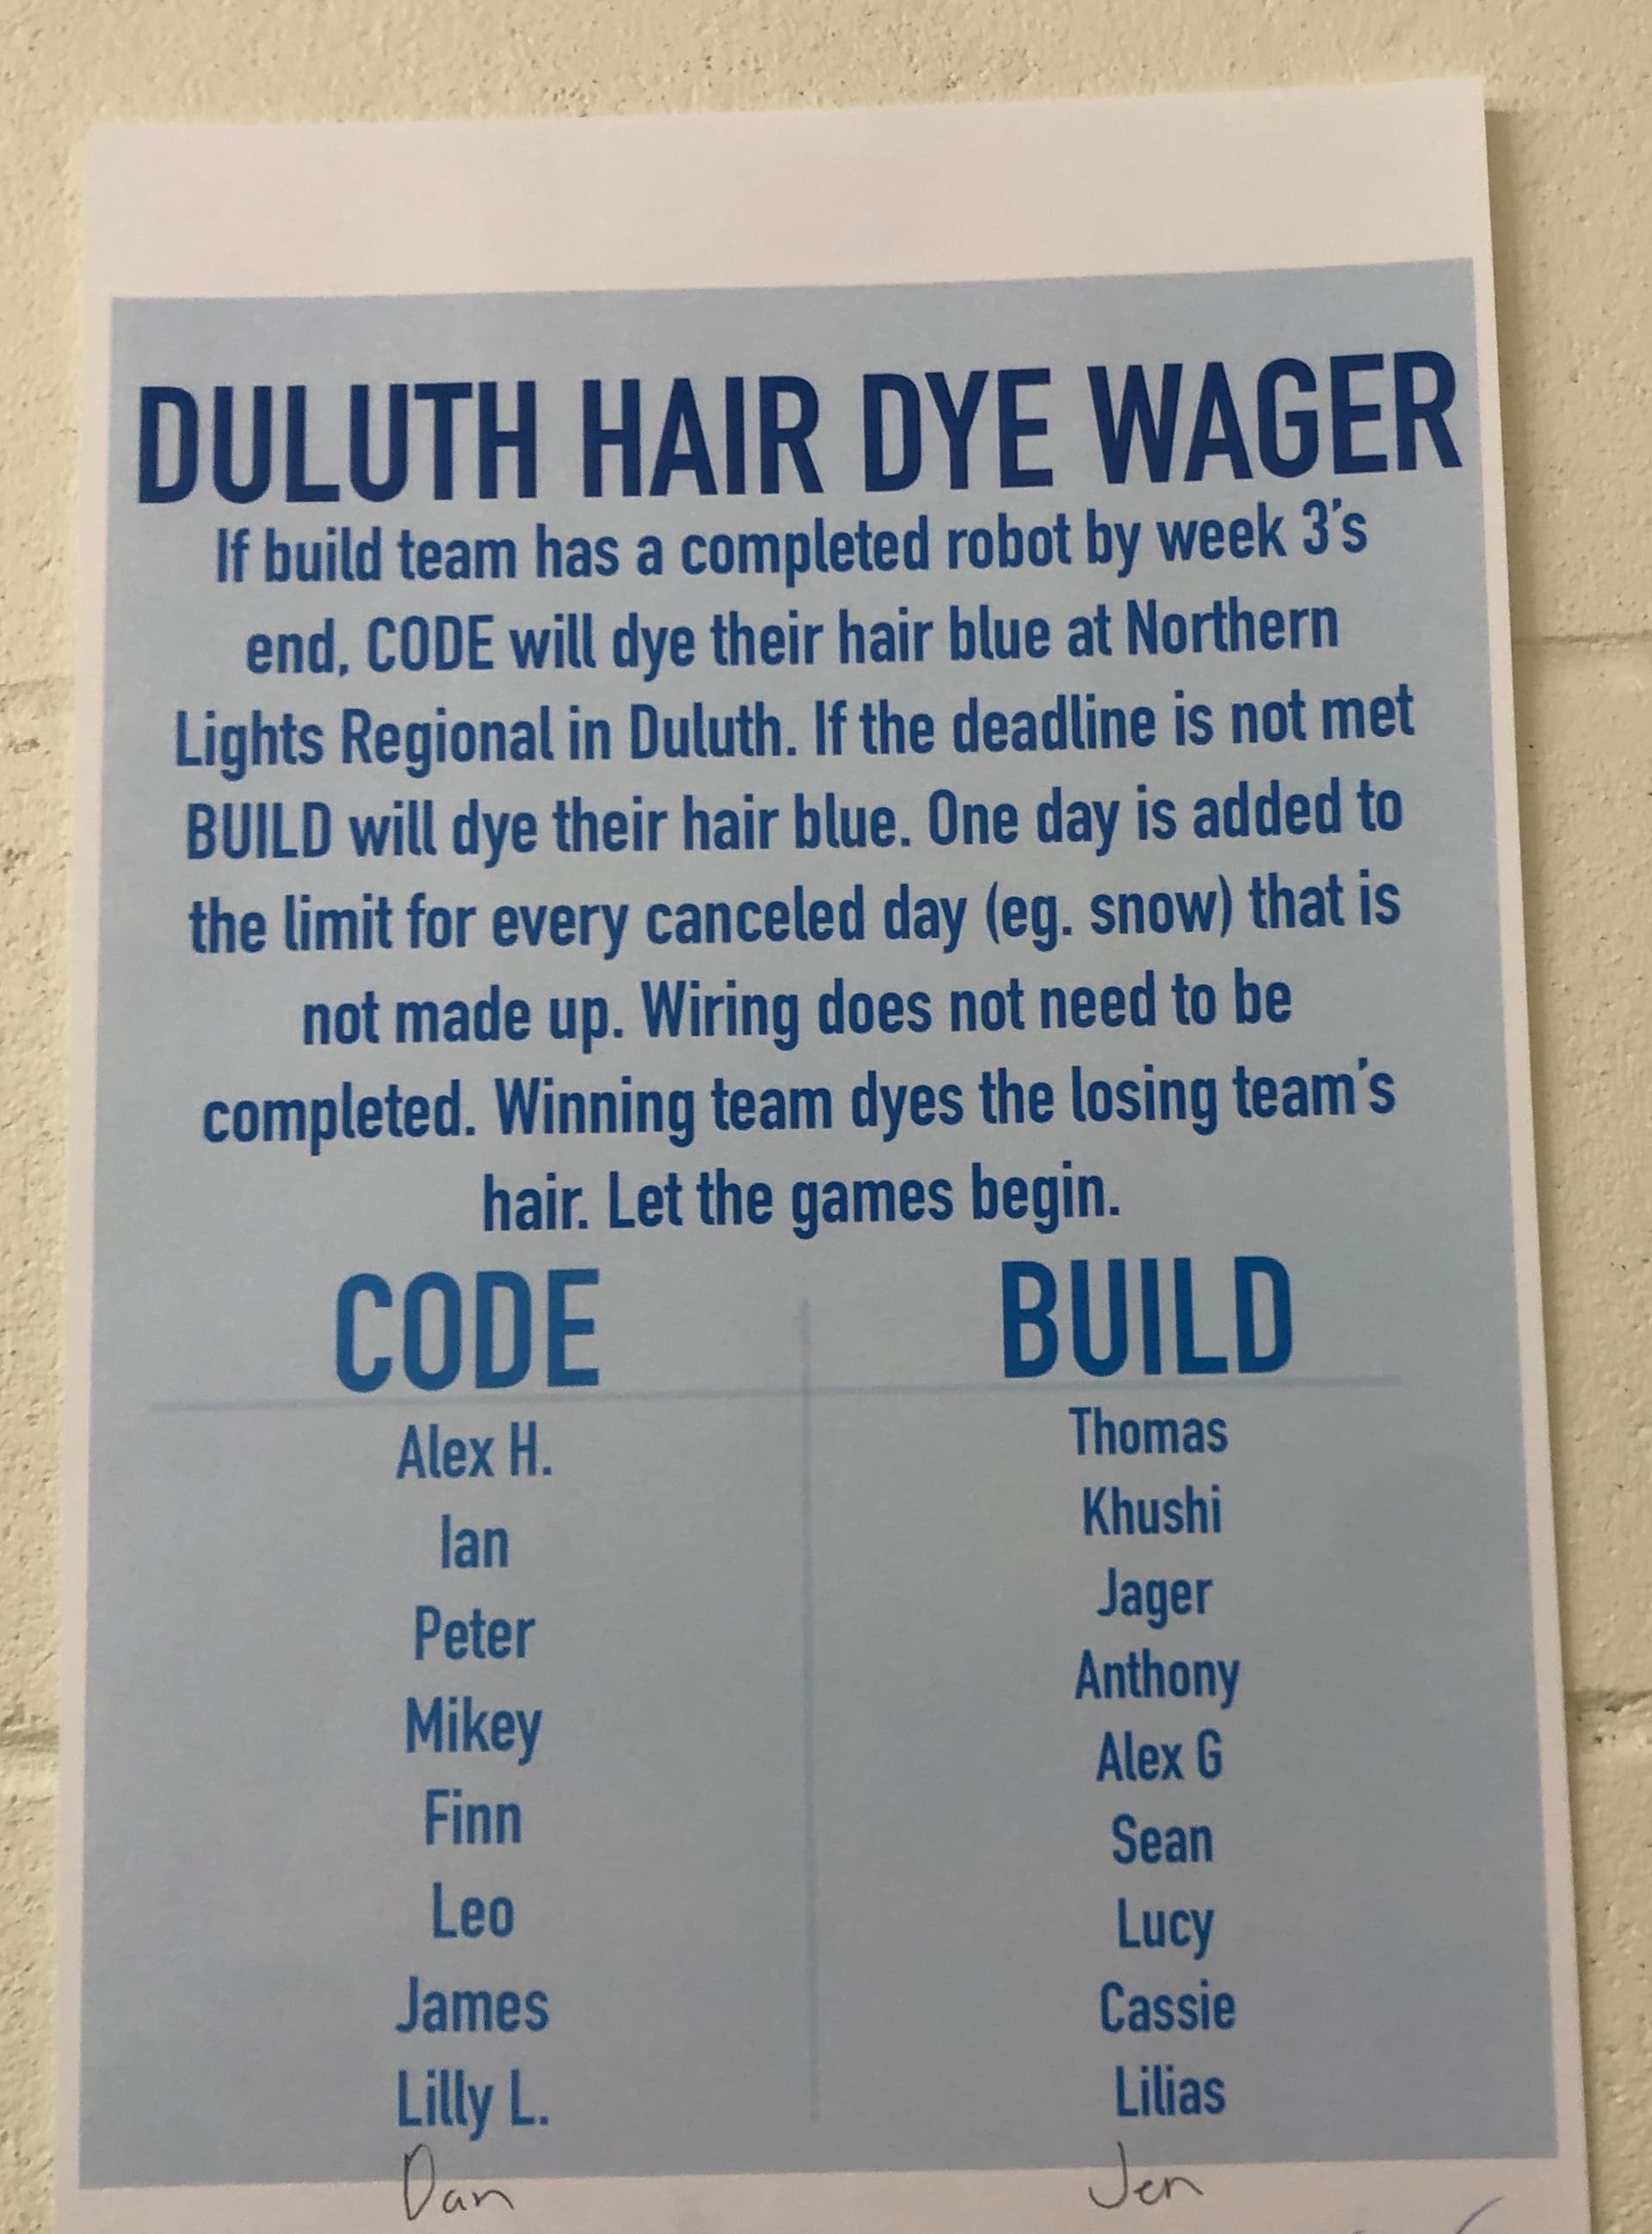 DULUTH HAIR DYE WAGER
If build team has a completed robot by week 3's
end, CODE will dye their hair blue at Northern
Lights Regional in Duluth. If the deadline is not met
BUILD will dye their hair blue. One day is added to
the limit for every canceled day (eg. snow) that is
not made up. Wiring does not need to be
completed. Winning team dyes the losing team's
hair. Let the games begin.
CODE
Alex H.
Ian
Peter
Mikey
Finn
Leo
James
Lilly L.
Dan
BUILD
Thomas
Khushi
Jager
Anthony
Alex G
Sean
Lucy
Cassie
Lilias
Jen